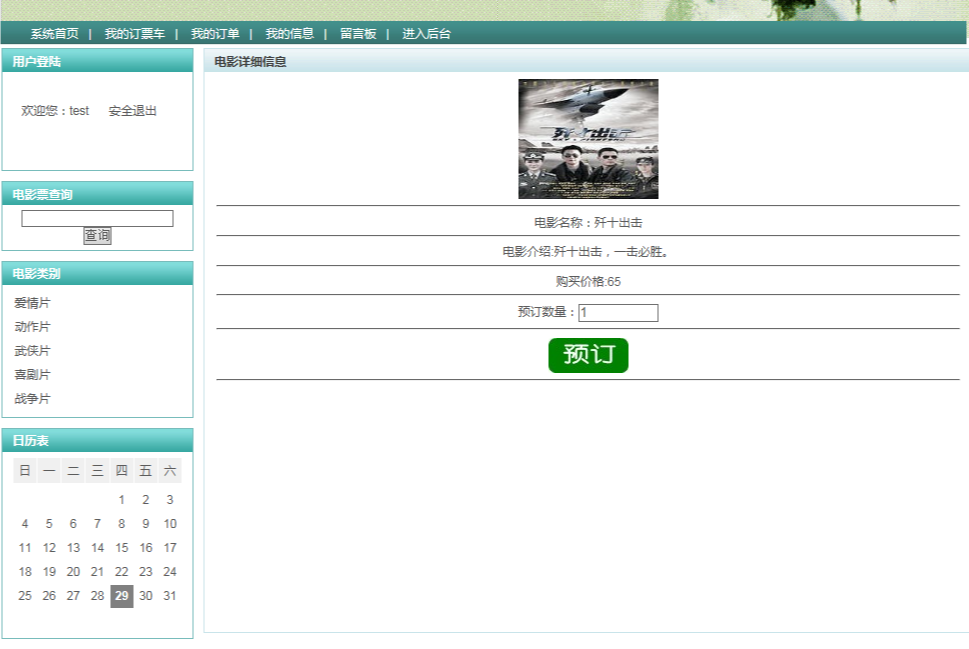 系统首页 | 我的订票车 | 我的订单 | 我的信息 | 留言板 | 进入后台
用户登陆
欢迎您：test 安全退出
电影票查询
查询
电影类别
爱情片
动作片
武侠片
喜剧片
战争片
日历表
日 一 二 三 四 五 六
1 2 3
4 5 6 7 8 9 10
11 12 13 14 15 16 17
18 19 20 21 22 23 24
25 26 27 28 29 30 31
电影详细信息
歼十出击
电影名称：歼十出击
电影介绍:歼十出击，一击必胜。
购买价格:65
预订数量：1
预订